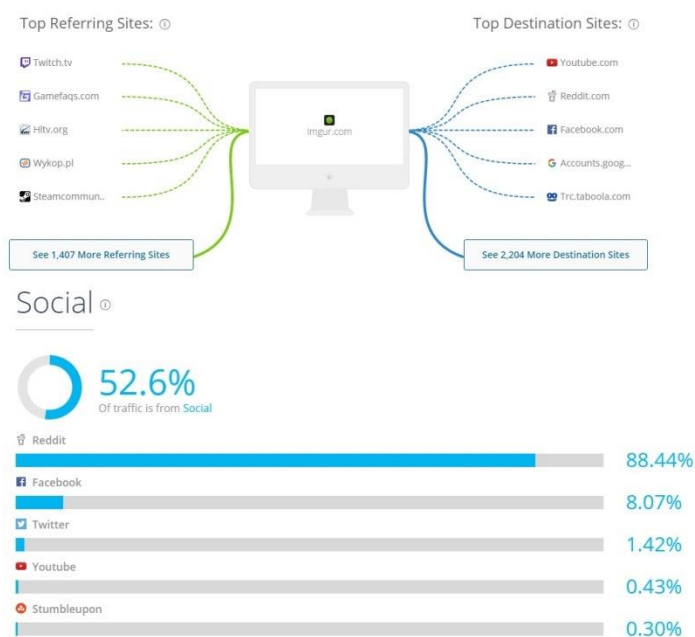 Top Referring Sites:
Top Destination Sites:
Twitch.tv
Gamefaqs.com
Hltv.org
Wykop.pl
Steamcommun..
imgur.com
Youtube.com
Reddit.com
Facebook.com
Accounts.goog...
Trc.taboola.com
See 1,407 More Referring Sites
See 2,204 More Destination Sites
Social
52.6%
Of traffic is from Social
Reddit
88.44%
Facebook
8.07%
Twitter
1.42%
Youtube
0.43%
Stumbleupon
0.30%